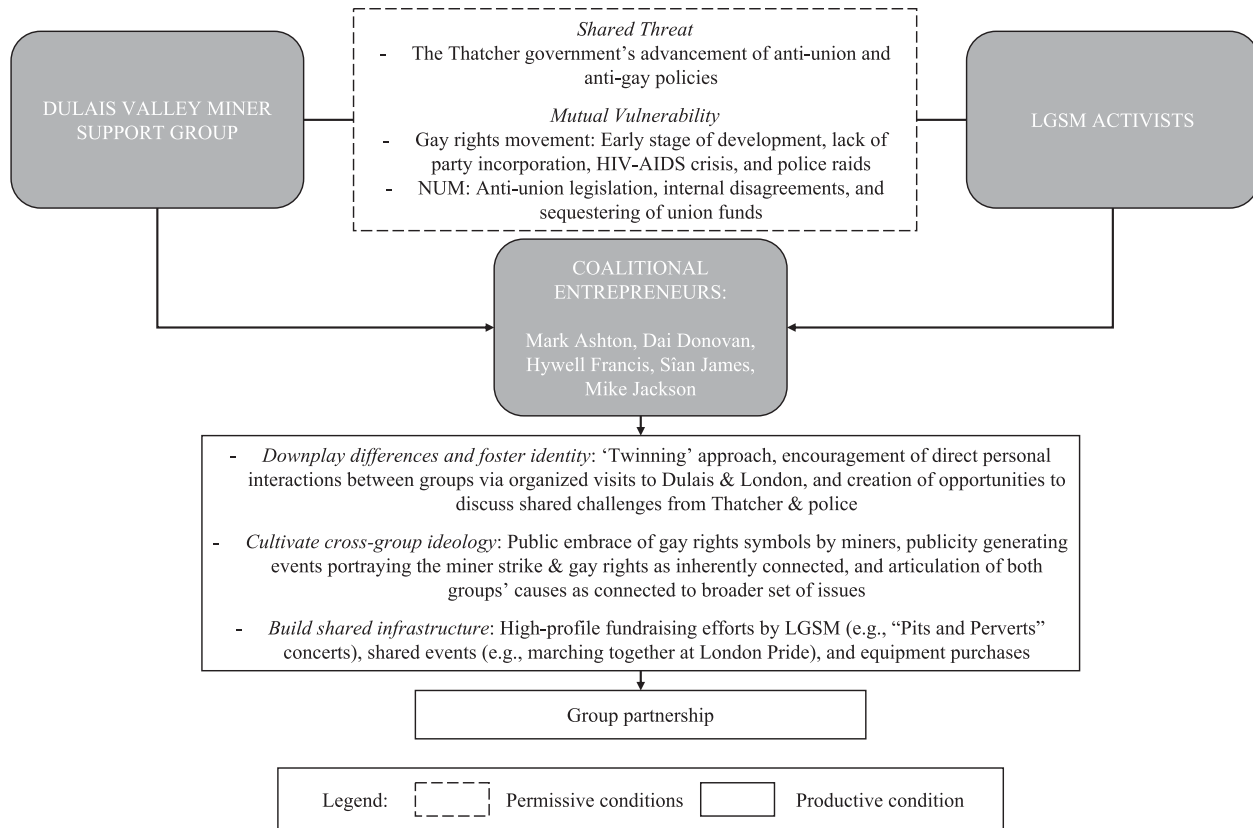 Shared Threat
- The Thatcher government's advancement of anti-union and
anti-gay policies
DULAIS VALLEY MINER
SUPPORT GROUP
Mutual Vulnerability
- Gay rights movement: Early stage of development, lack of
party incorporation, HIV-AIDS crisis, and police raids
- NUM: Anti-union legislation, internal disagreements, and
sequestering of union funds
LGSM ACTIVISTS
COALITIONAL
ENTREPRENEURS:
Mark Ashton, Dai Donovan,
Hywell Francis, Sîan James,
Mike Jackson
- Downplay differences and foster identity: ‘Twinning’ approach, encouragement of direct personal
interactions between groups via organized visits to Dulais & London, and creation of opportunities to
discuss shared challenges from Thatcher & police
- Cultivate cross-group ideology: Public embrace of gay rights symbols by miners, publicity generating
events portraying the miner strike & gay rights as inherently connected, and articulation of both
groups’ causes as connected to broader set of issues
- Build shared infrastructure: High-profile fundraising efforts by LGSM (e.g., “Pits and Perverts”
concerts), shared events (e.g., marching together at London Pride), and equipment purchases
Group partnership
Legend: Permissive conditions Productive condition